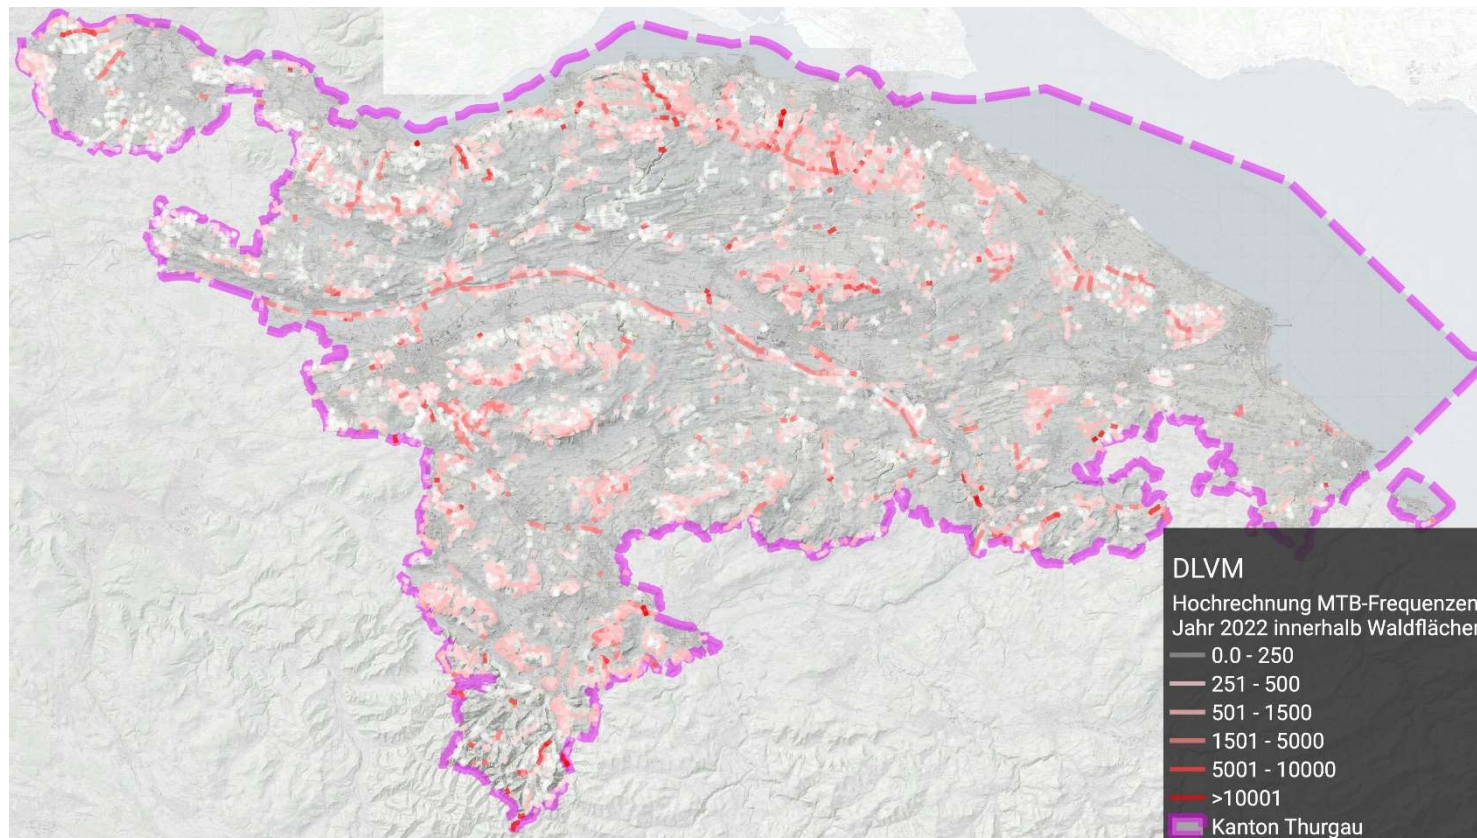 DLVM
Hochrechnung MTB-Frequenzen
Jahr 2022 innerhalb Waldflächen
0.0 - 250
251 - 500
501 - 1500
1501 - 5000
5001 - 10000
>10001
Kanton Thurgau